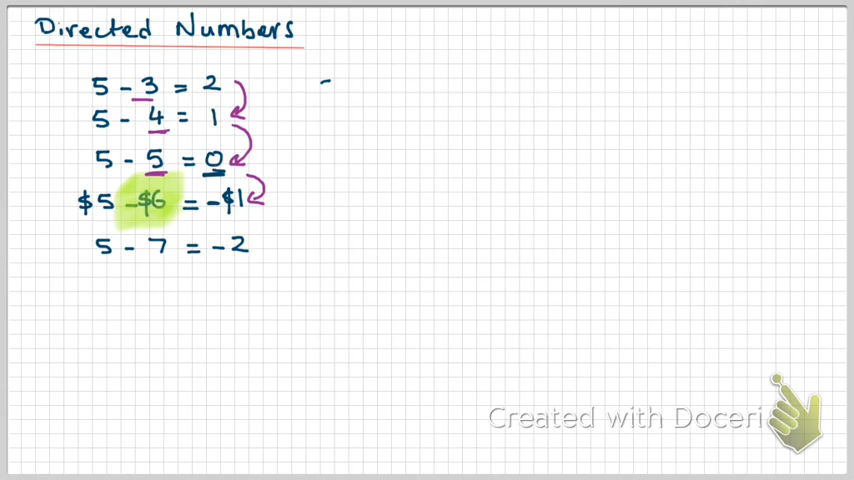 Directed Numbers
5 - 3 = 2
5 - 4 = 1
5 - 5 = 0
$5 -$6 = -$1
5 - 7 = -2
Created with Doceri